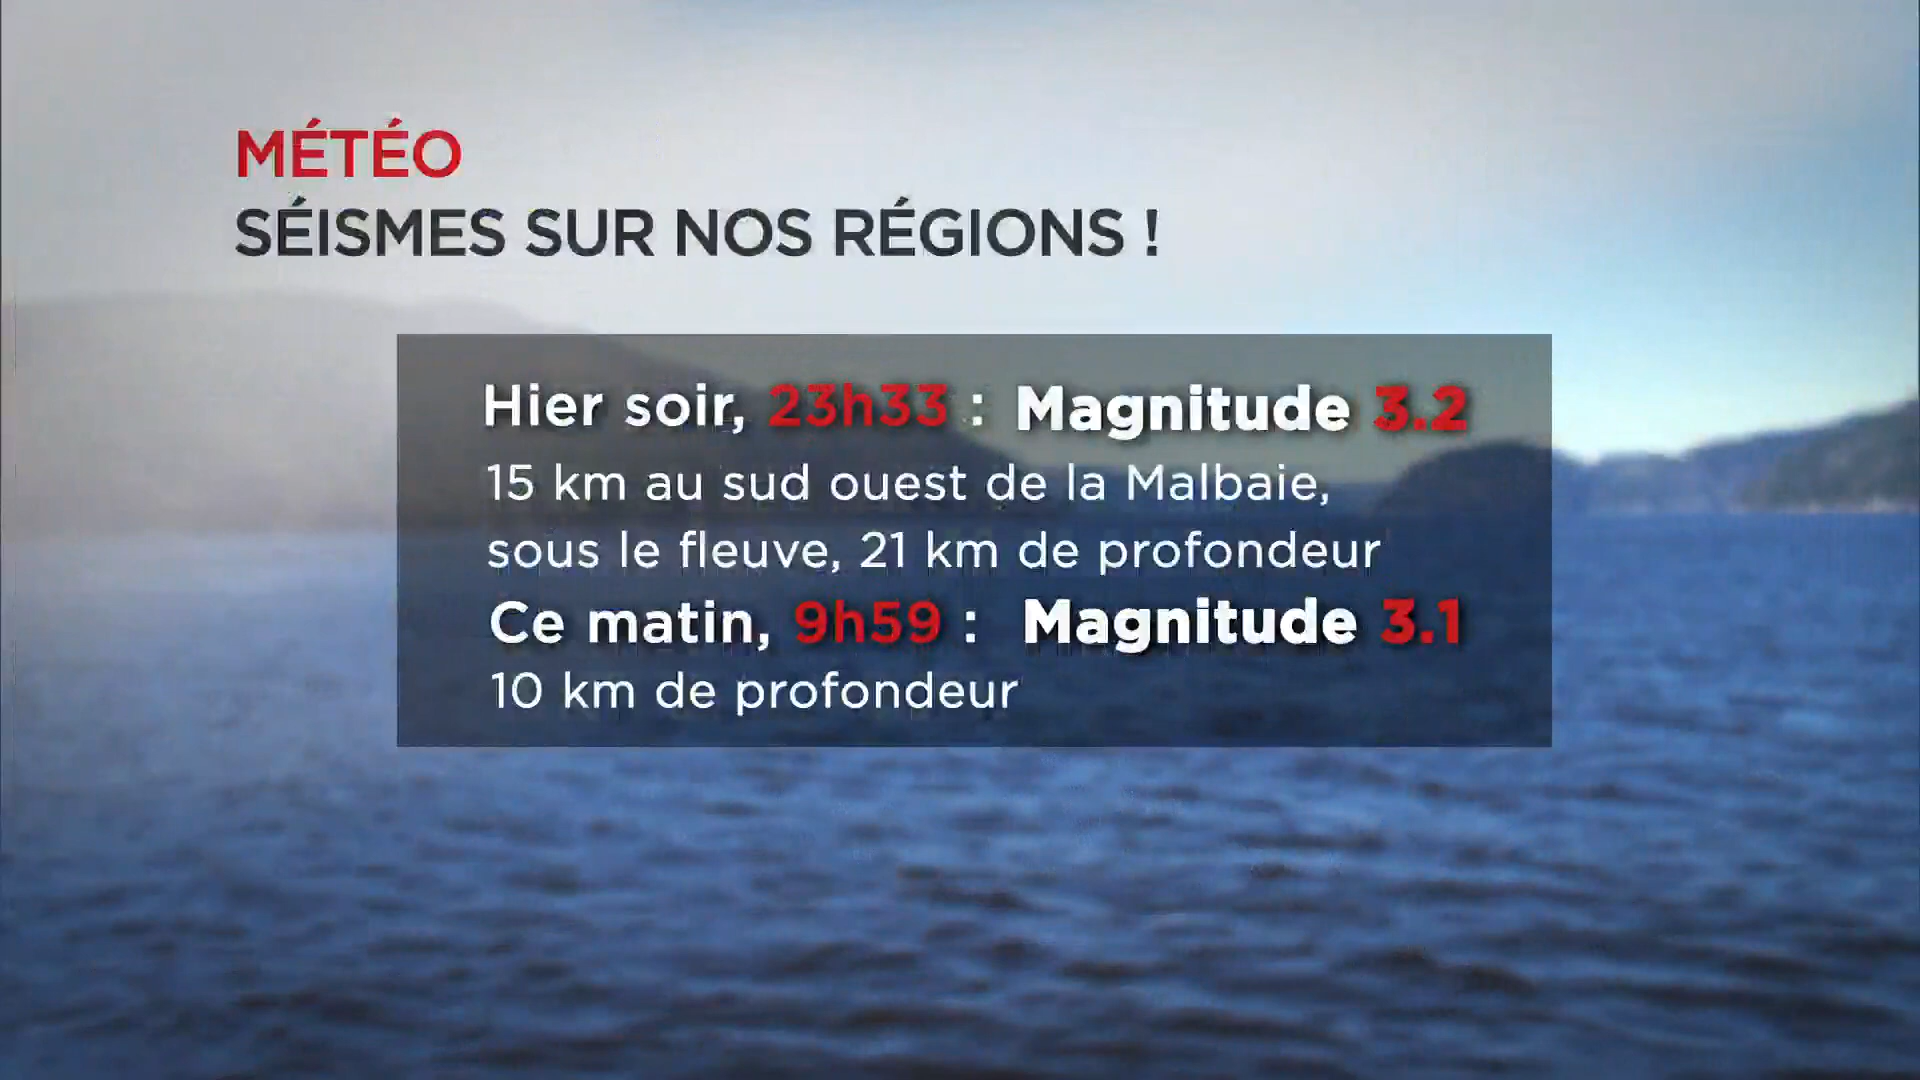 MÉTÉO
SÉISMES SUR NOS RÉGIONS !
Hier soir, 23h33 : Magnitude 3.2
15 km au sud ouest de la Malbaie,
sous le fleuve, 21 km de profondeur
Ce matin, 9h59 : Magnitude 3.1
10 km de profondeur